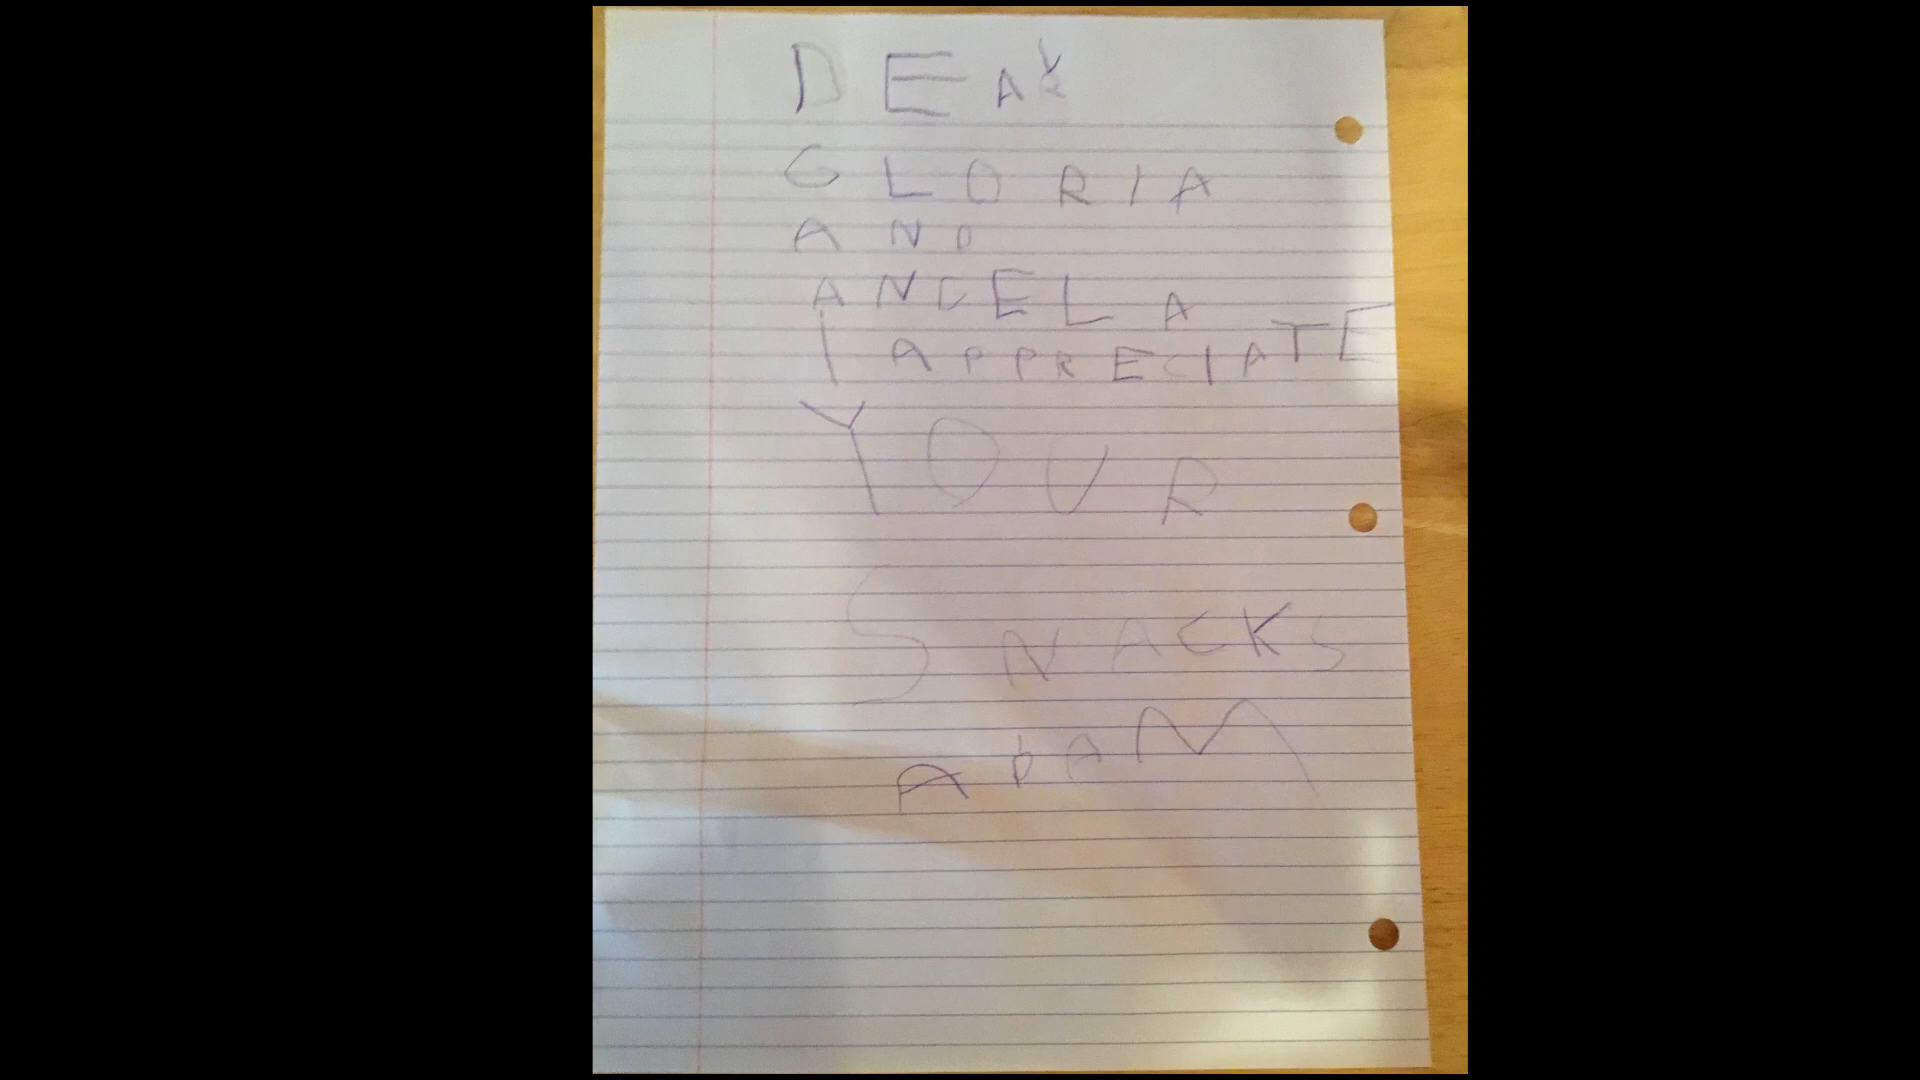 DEAR
GLORIA
AND
ANGELA
I APPRECIATE
YOUR
SNACKS
ADAM